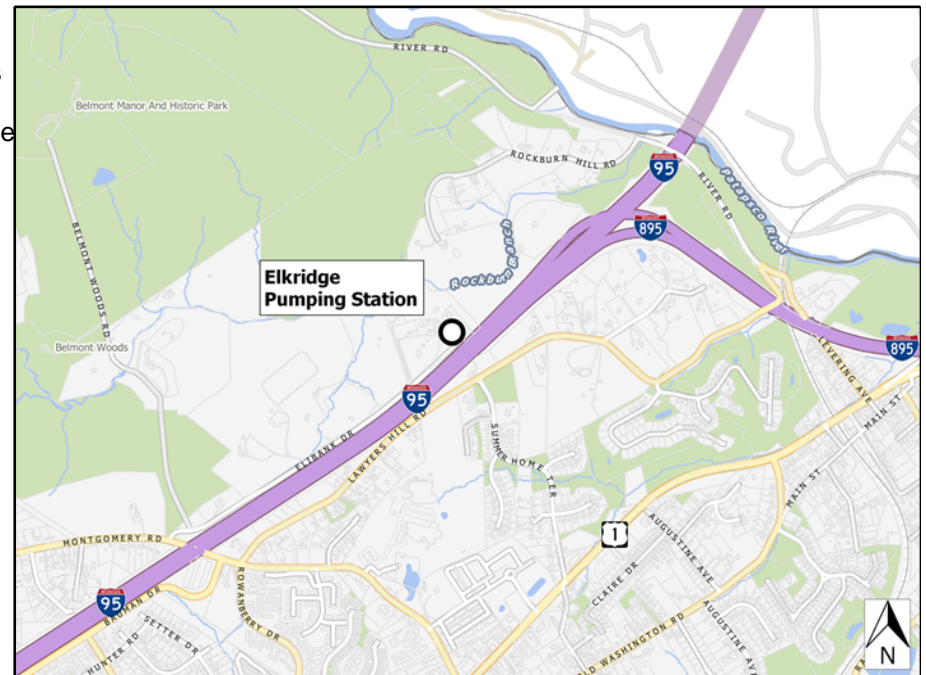 s
e
RIVER RD
Belmont Manor And Historic Park
ROCKBURN HILL RD
95
RIVER RD
Patapsco River
895
BELMONT WOODS RD
Rockburn Branch
Elkridge
Pumping Station
Belmont Woods
895
LEVERING AVE
95
MAIN ST
ELIBANK DR
LAWYERS HILL RD
SUMMER HOME TER
MAIN ST
1
AUGUSTINE AVE
MONTGOMERY RD
CLAIRE DR
ROWANBERRY DR
95
BAUMAN DR
AUGUSTINE AVE
SETTER DR
HUNTER RD
LD WASHINGTON RD
N